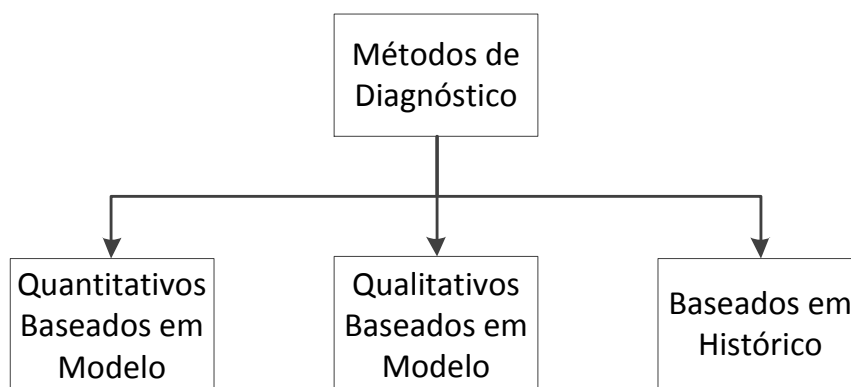 Métodos de
Diagnóstico
Quantitativos
Baseados em
Modelo
Qualitativos
Baseados em
Modelo
Baseados em
Histórico